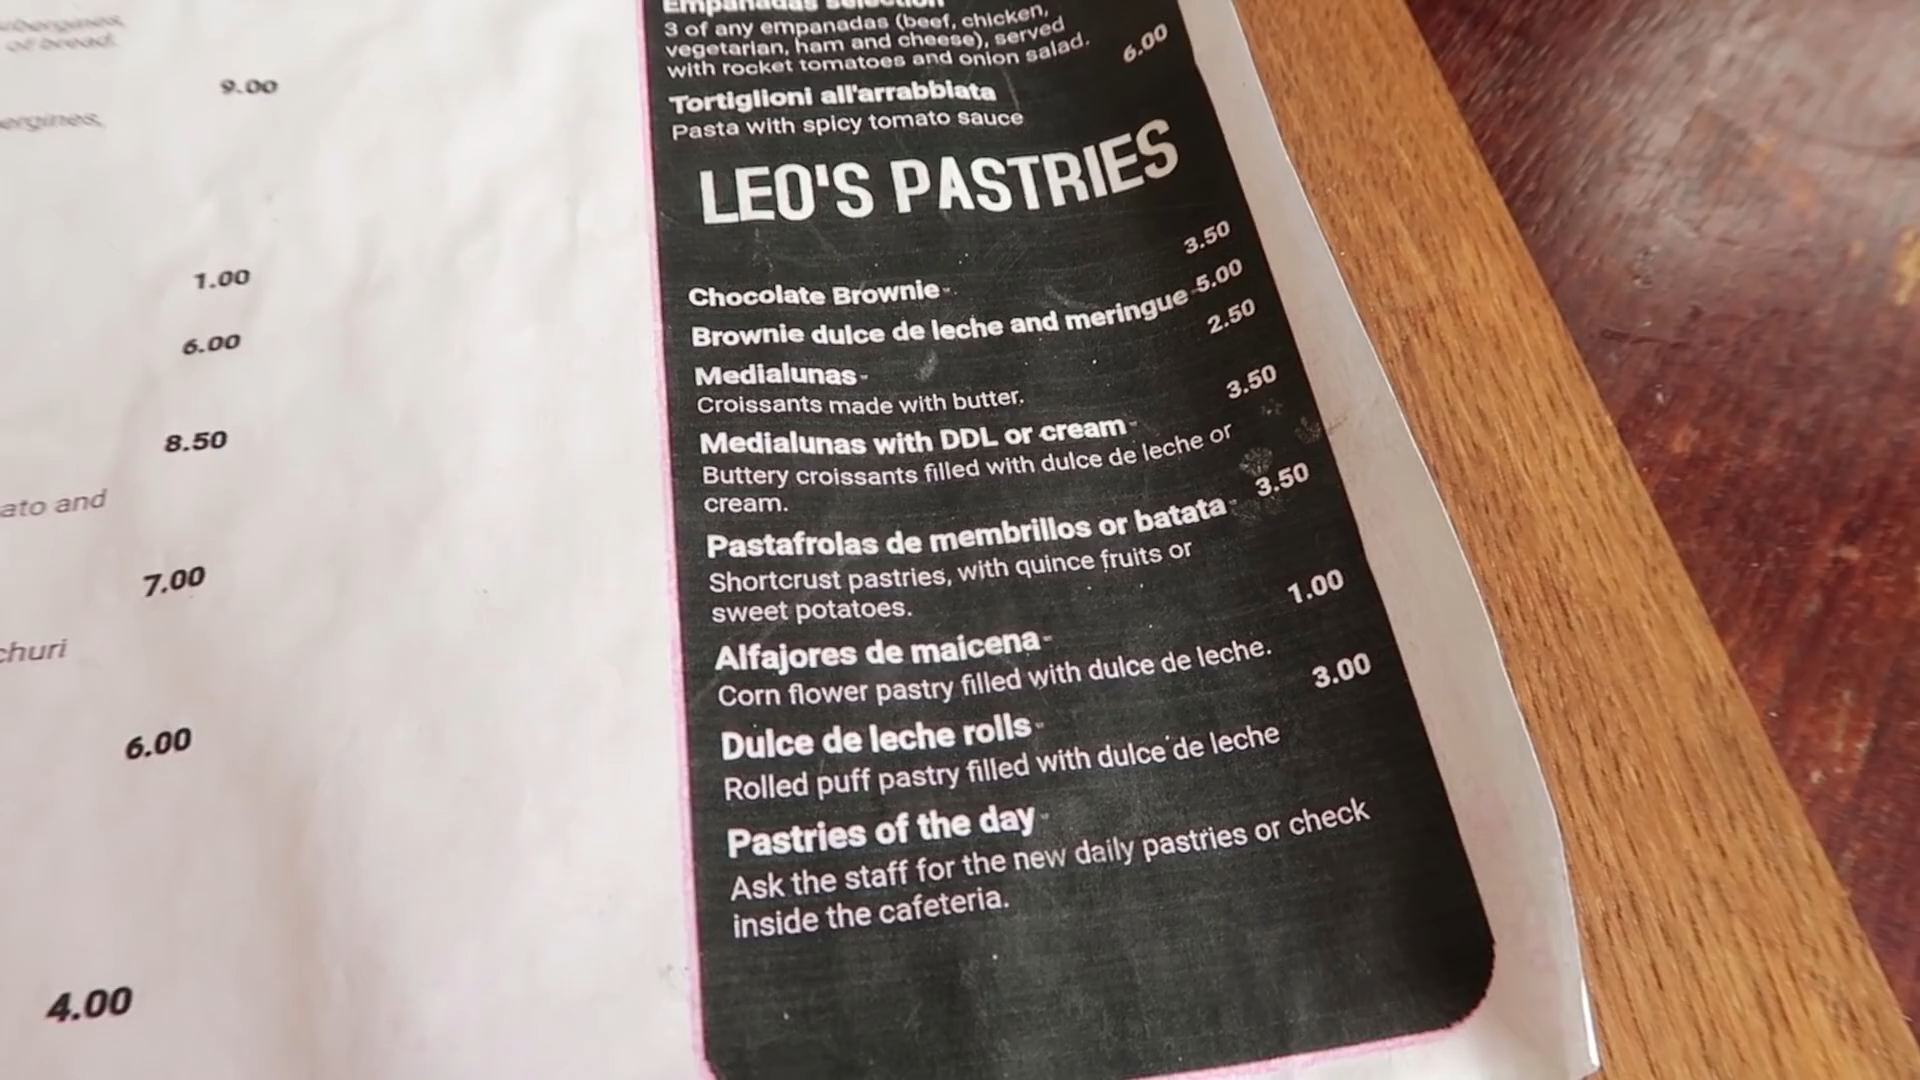 of bread.
9.00
ergines,
1.00
6.00
8.50
ato and
7.00
churi
6.00
4.00
Empanadas selection
3 of any empanadas (beef, chicken,
vegetarian, ham and cheese), served
with rocket tomatoes and onion salad.
Tortiglioni all'arrabbiata 6.00
Pasta with spicy tomato sauce
LEO'S PASTRIES
Chocolate Brownie- 3.50
Brownie dulce de leche and meringue- 5.00
Medialunas- 2.50
Croissants made with butter.
Medialunas with DDL or cream- 3.50
Buttery croissants filled with dulce de leche or
cream.
Pastafrolas de membrillos or batata- 3.50
Shortcrust pastries, with quince fruits or
sweet potatoes.
Alfajores de maicena- 1.00
Corn flower pastry filled with dulce de leche.
Dulce de leche rolls- 3.00
Rolled puff pastry filled with dulce de leche
Pastries of the day-
Ask the staff for the new daily pastries or check
inside the cafeteria.